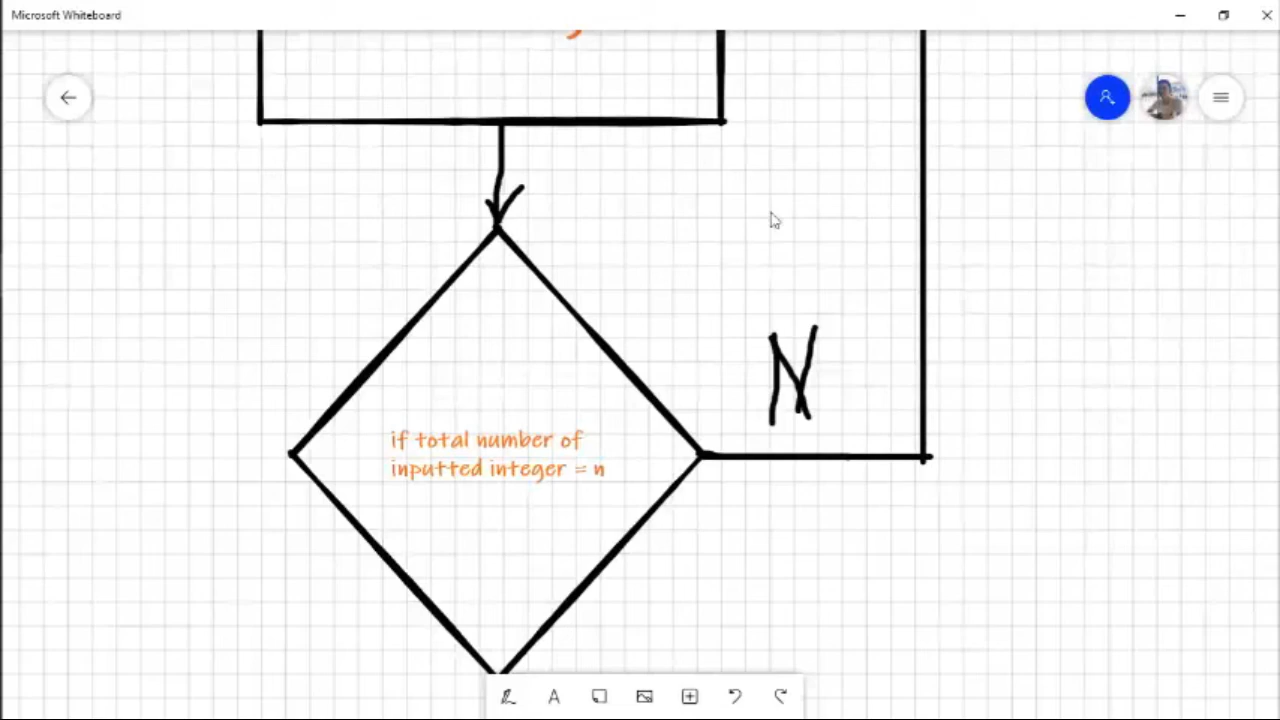 Microsoft Whiteboard
N
if total number of
inputted integer = n